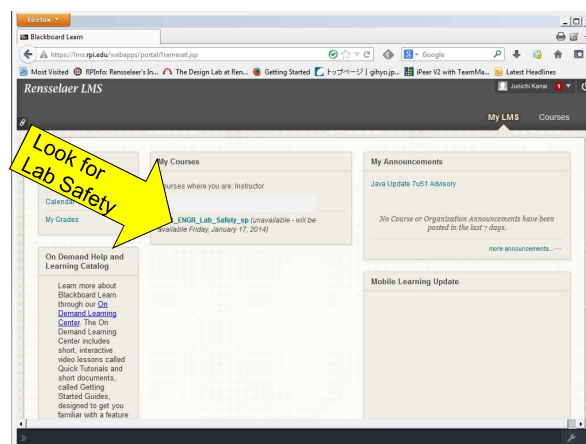 Firefox
Blackboard Learn
https://lms.rpi.edu/webapps/portal/frameset.jsp
Google
Most Visited
RPInfo: Rensselaer's In...
The Design Lab at Ren...
Getting Started
トップページ | gihyo.jp...
iPeer V2 with TeamMa...
Latest Headlines
Rensselaer LMS
Junichi Kanai 1
My LMS Courses
Look for
Lab Safety
Calendar
My Grades
On Demand Help and
Learning Catalog
Learn more about
Blackboard Learn
through our On
Demand Learning
Center. The On
Demand Learning
Center includes
short, interactive
video lessons called
Quick Tutorials and
short documents,
called Getting
Started Guides,
designed to get you
familiar with a feature
My Courses
Courses where you are: Instructor
_ENGR_Lab_Safety_sp (unavailable - will be
available Friday, January 17, 2014)
My Announcements
Java Update 7u51 Advisory
No Course or Organization Announcements have been
posted in the last 7 days.
more announcements...
Mobile Learning Update